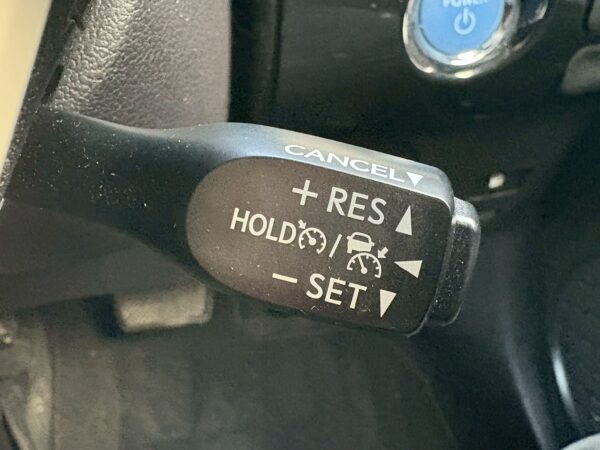 POWER
CANCEL▼
+ RES ▲
HOLD / ◀
− SET ▼